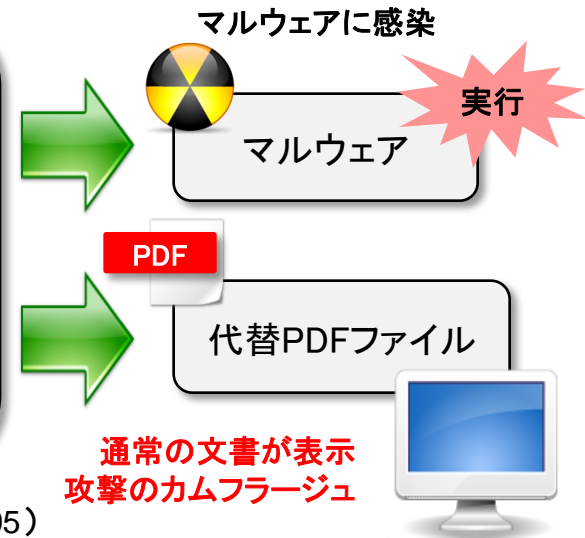 マルウェアに感染
実行
マルウェア
PDF
代替PDFファイル
通常の文書が表示
攻撃のカムフラージュ
5）